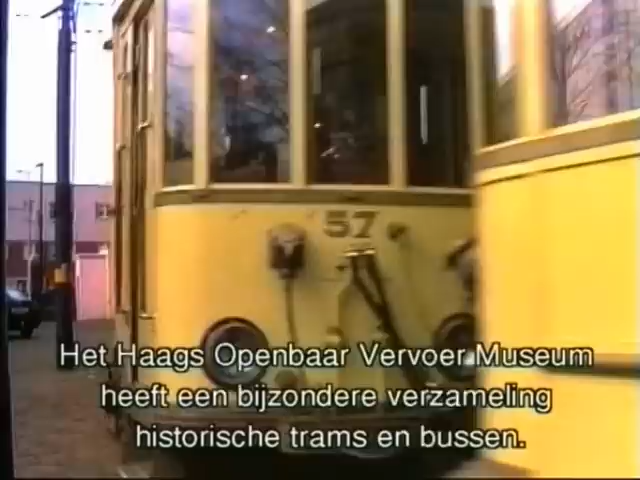 57
Het Haags Openbaar Vervoer Museum
heeft een bijzondere verzameling
historische trams en bussen.